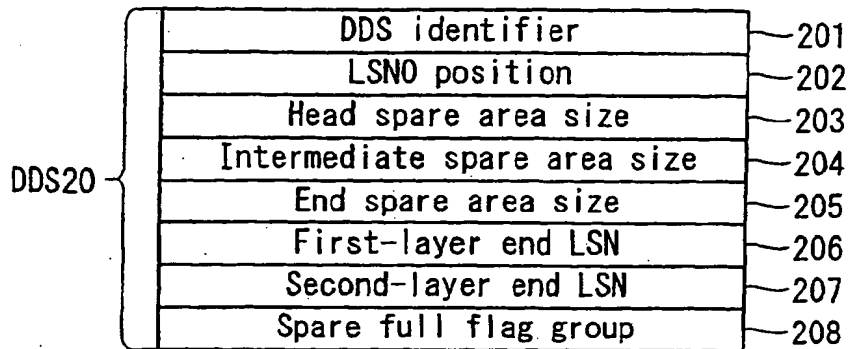 DDS identifier 201
LSN0 position 202
Head spare area size 203
Intermediate spare area size 204
DDS20
End spare area size 205
First-layer end LSN 206
Second-layer end LSN 207
Spare full flag group 208